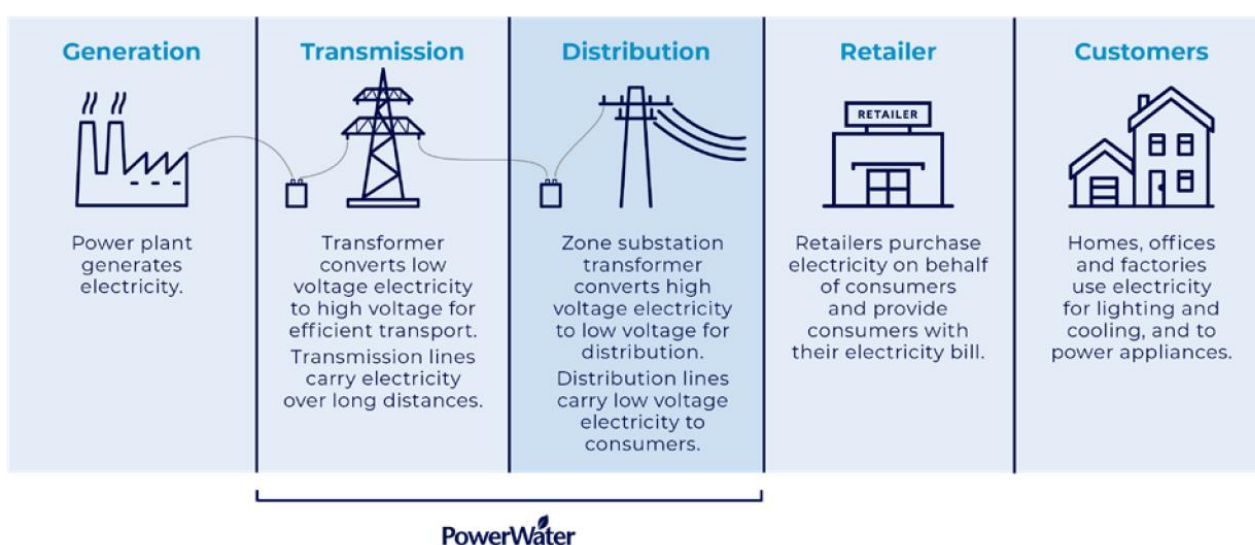 Generation
Power plant
generates
electricity.
Transmission
Transformer
converts low
voltage electricity
to high voltage for
efficient transport.
Transmission lines
carry electricity
over long distances.
Distribution
Zone substation
transformer
converts high
voltage electricity
to low voltage for
distribution.
Distribution lines
carry low voltage
electricity to
consumers.
Retailer
RETAILER
Retailers purchase
electricity on behalf
of consumers
and provide
consumers with
their electricity bill.
Customers
Homes, offices
and factories
use electricity
for lighting and
cooling, and to
power appliances.
PowerWater